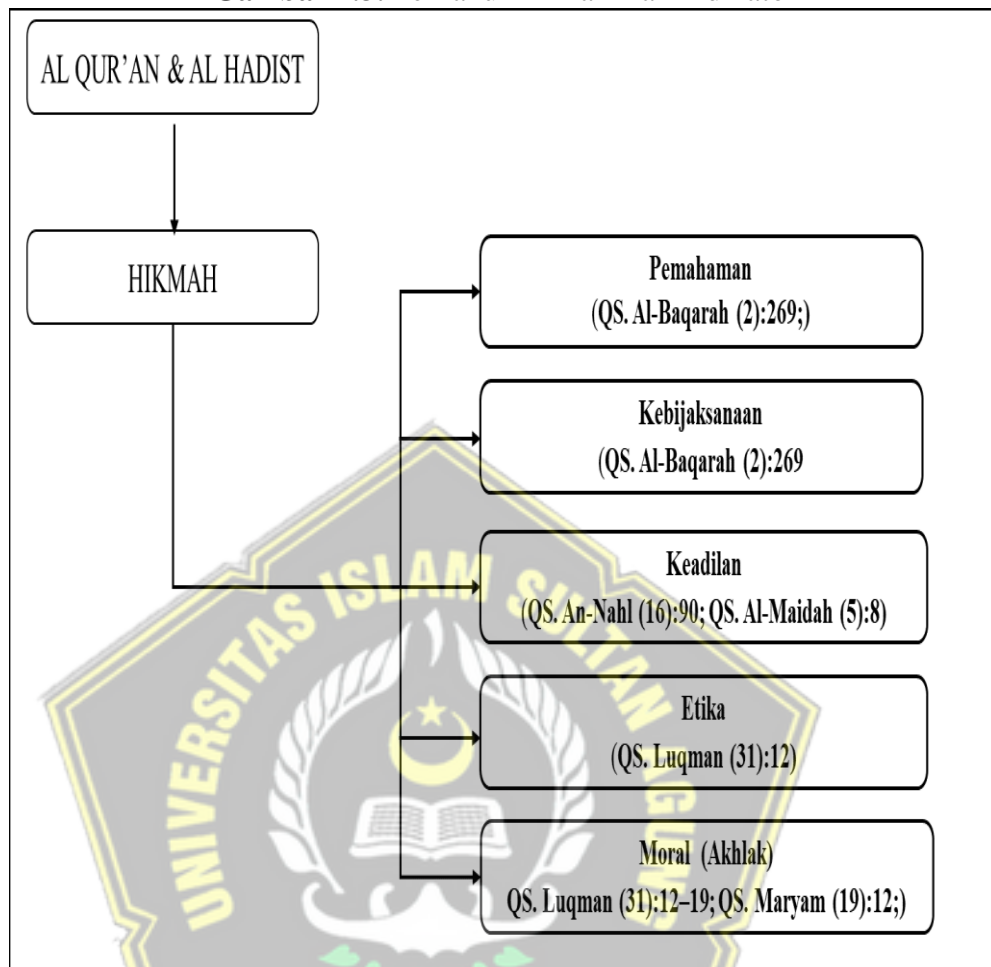 AL QUR'AN & AL HADIST
HIKMAH
Pemahaman
(QS. Al-Baqarah (2):269;)
Kebijaksanaan
(QS. Al-Baqarah (2):269
Keadilan
(QS. An-Nahl (16):90; QS. Al-Maidah (5):8)
Etika
(QS. Luqman (31):12)
Moral (Akhlak)
QS. Luqman (31):12–19; QS. Maryam (19):12;)
UNIVERSITAS ISLAM SULTAN AGUNG